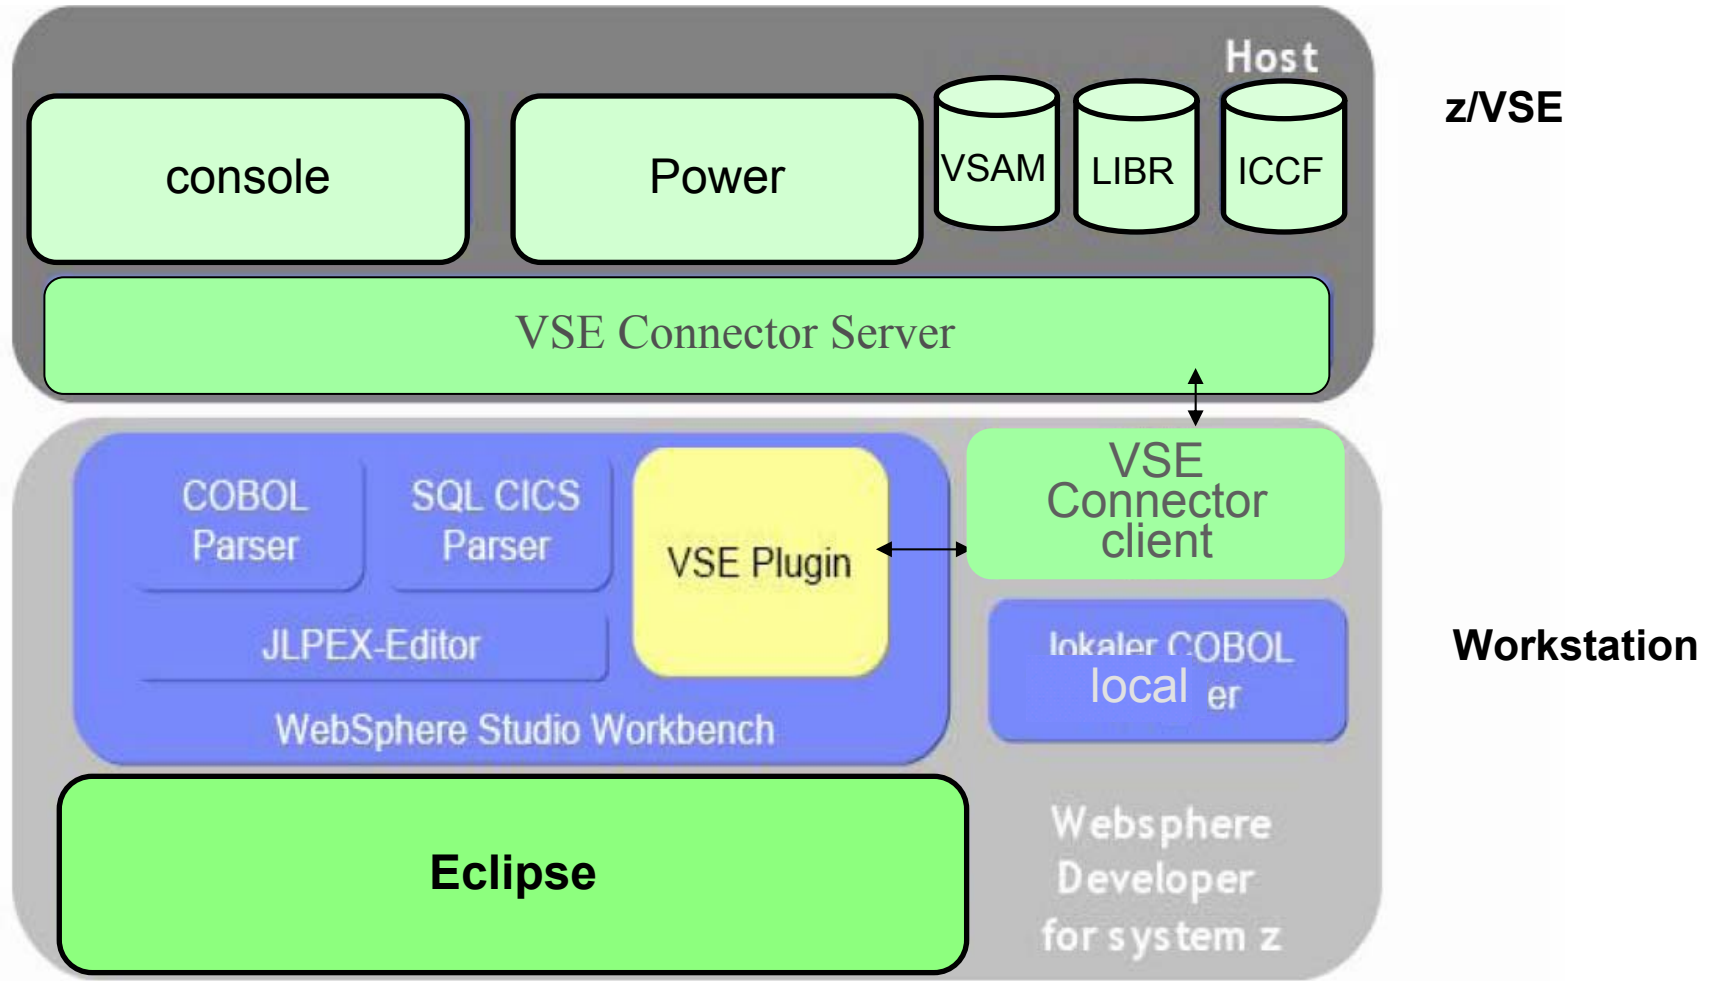 Host
z/VSE
console
Power
VSAM
LIBR
ICCF
VSE Connector Server
COBOL
Parser
SQL CICS
Parser
VSE Plugin
VSE
Connector
client
JLPEX-Editor
lokaler COBOL
local er
WebSphere Studio Workbench
Workstation
Eclipse
Websphere
Developer
for system z